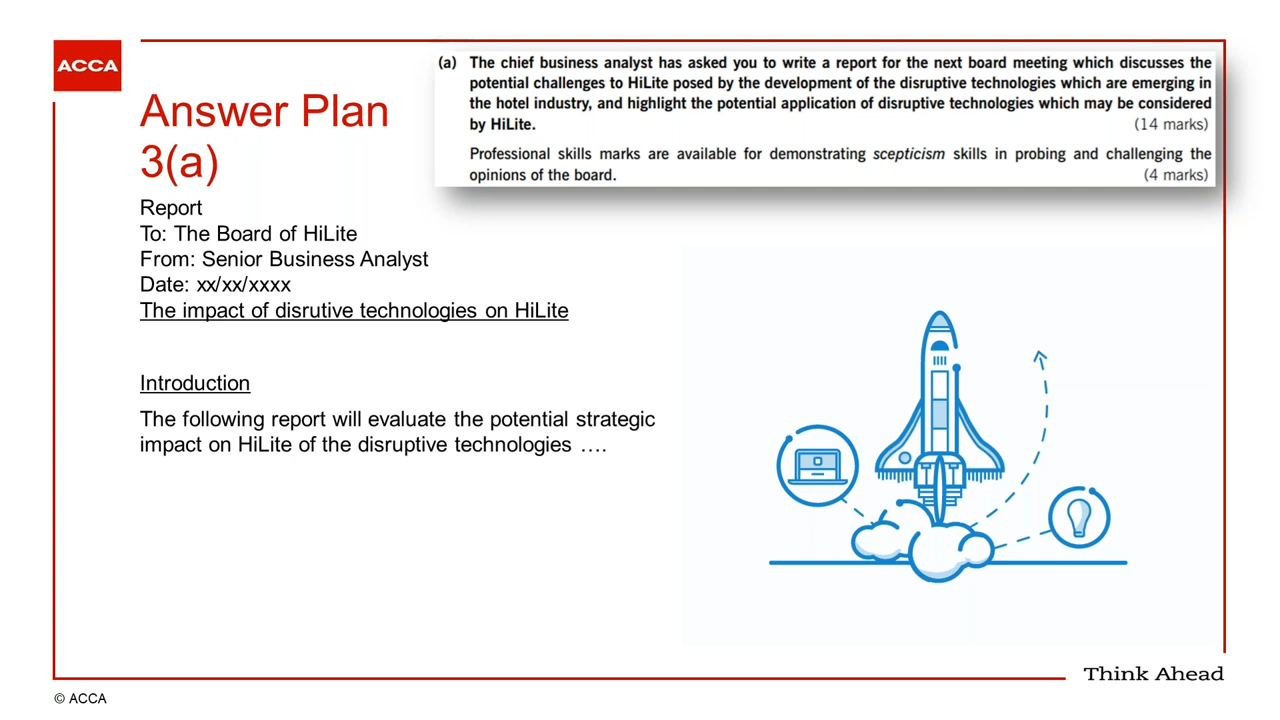 ACCA
(a) The chief business analyst has asked you to write a report for the next board meeting which discusses the
potential challenges to HiLite posed by the development of the disruptive technologies which are emerging in
the hotel industry, and highlight the potential application of disruptive technologies which may be considered
by HiLite. (14 marks)
Professional skills marks are available for demonstrating scepticism skills in probing and challenging the
opinions of the board. (4 marks)
Answer Plan
3(a)
Report
To: The Board of HiLite
From: Senior Business Analyst
Date: xx/xx/xxxx
The impact of disrutive technologies on HiLite
Introduction
The following report will evaluate the potential strategic
impact on HiLite of the disruptive technologies ….
Think Ahead
© ACCA